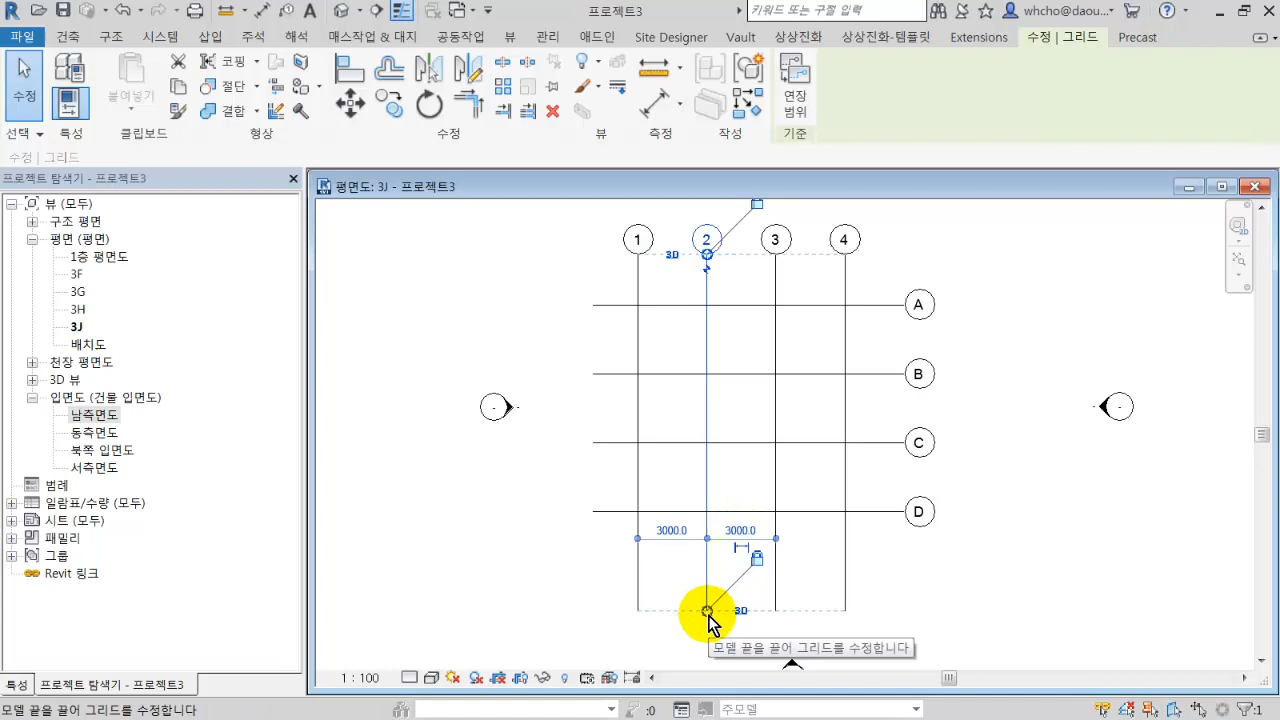 프로젝트3
키워드 또는 구절 입력
whcho@daou...
파일 건축 구조 시스템 삽입 주석 해석 매스작업 & 대지 공동작업 뷰 관리 애드인 Site Designer Vault 상상진화 상상진화-템플릿 Extensions 수정 | 그리드 Precast
수정 붙여넣기 코핑 절단 결합 연장 범위
선택 특성 클립보드 형상 수정 뷰 측정 작성 기준
수정 | 그리드
프로젝트 탐색기 - 프로젝트3
평면도: 3J - 프로젝트3
뷰 (모두)
구조 평면
평면 (평면)
1층 평면도
3F
3G
3H
3J
배치도
천장 평면도
3D 뷰
입면도 (건물 입면도)
남측면도
동측면도
북쪽 입면도
서측면도
범례
일람표/수량 (모두)
시트 (모두)
패밀리
그룹
Revit 링크
1 2 3 4
3D
A
B
C
D
3000.0 3000.0
3D
모델 끝을 끌어 그리드를 수정합니다
1 : 100
특성 프로젝트 탐색기 - 프로젝트3
모델 끝을 끌어 그리드를 수정합니다
:0
주모델
:1